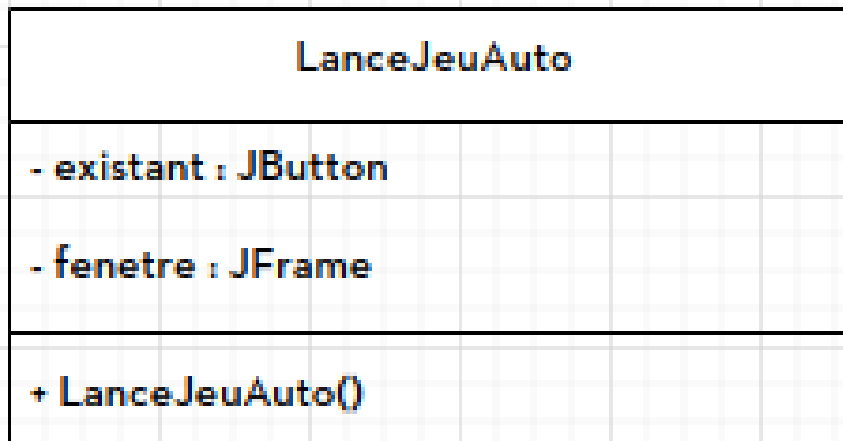 LanceJeuAuto
- existant : JButton
- fenetre : JFrame
+ LanceJeuAuto()